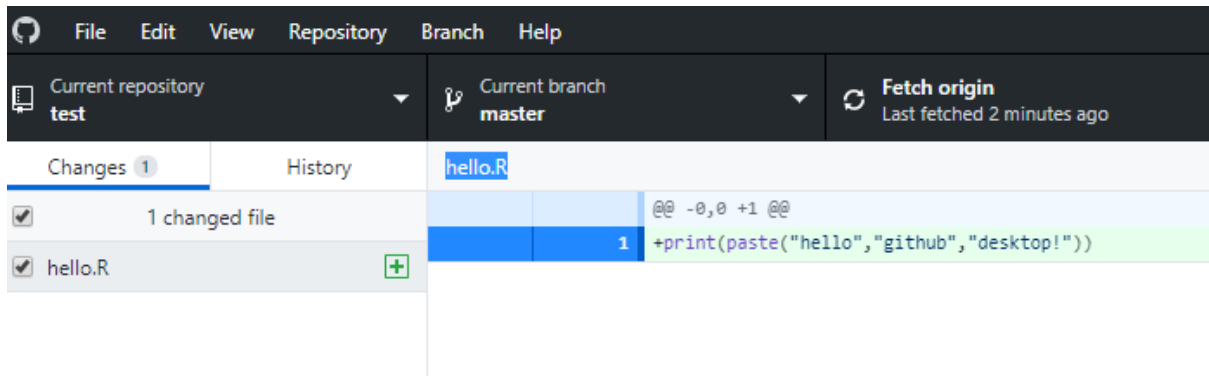 File Edit View Repository Branch Help
Current repository
test
Current branch
master
Fetch origin
Last fetched 2 minutes ago
Changes 1
History
hello.R
1 changed file
@@ -0,0 +1 @@
1 +print(paste("hello","github","desktop!"))
hello.R